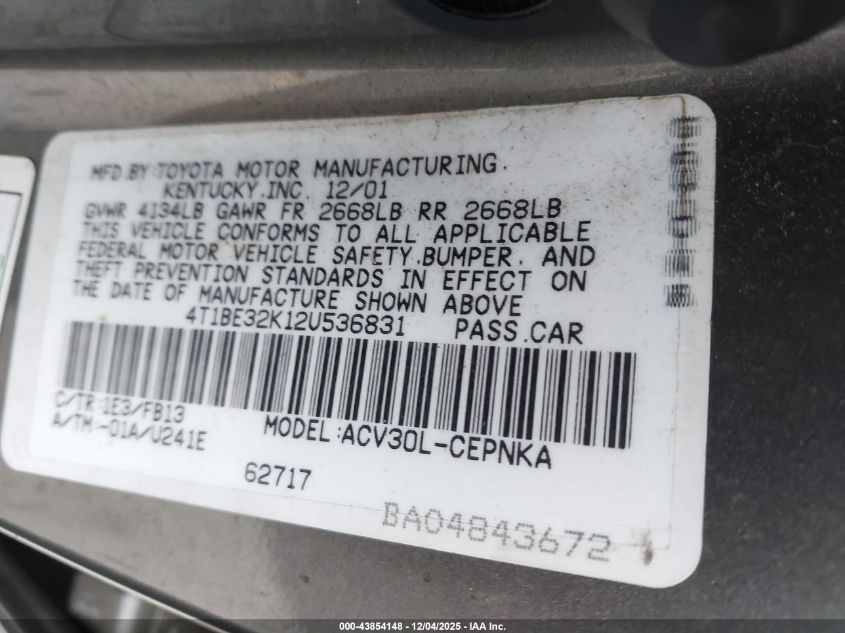 MFD.BY:TOYOTA MOTOR MANUFACTURING.
KENTUCKY.INC. 12/01
GVWR 4134LB GAWR FR 2668LB RR 2668LB
THIS VEHICLE CONFORMS TO ALL APPLICABLE
FEDERAL MOTOR VEHICLE SAFETY.BUMPER. AND
THEFT PREVENTION STANDARDS IN EFFECT ON
THE DATE OF MANUFACTURE SHOWN ABOVE
4T1BE32K12U536831 PASS.CAR
C/TR:1E3/FB13
A/TM:-01A/U241E
MODEL:ACV30L-CEPNKA
62717
BA04843672
000-43854148 - 12/04/2025 - IAA Inc.